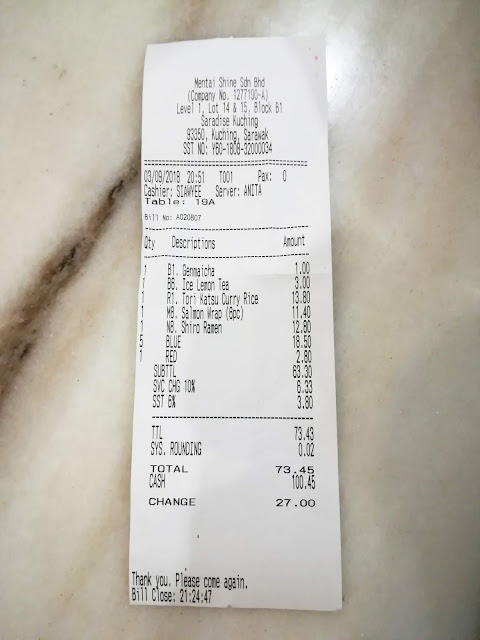 Mentai Shine Sdn Bhd
(Company No. 1277190-A)
Level 1, Lot 14 & 15, Block B1
Saradise Kuching
93350, Kuching, Sarawak
SST NO: Y60-1808-32000034
03/09/2018 20:51 T001 Pax: 0
Cashier: SIAWYEE Server: ANITA
Table: 19A
Bill No: A020807
Qty Descriptions Amount
1 B1. Genmaicha 1.00
1 B6. Ice Lemon Tea 3.00
1 R1. Tori Katsu Curry Rice 13.80
1 M8. Salmon Wrap (6pc) 11.40
1 N8. Shiro Ramen 12.80
5 BLUE 18.50
1 RED 2.80
SUBTTL 63.30
SVC CHG 10% 6.33
SST 6% 3.80
TTL 73.43
SYS. ROUNDING 0.02
TOTAL 73.45
CASH 100.45
CHANGE 27.00
Thank you. Please come again.
Bill Close: 21:24:47